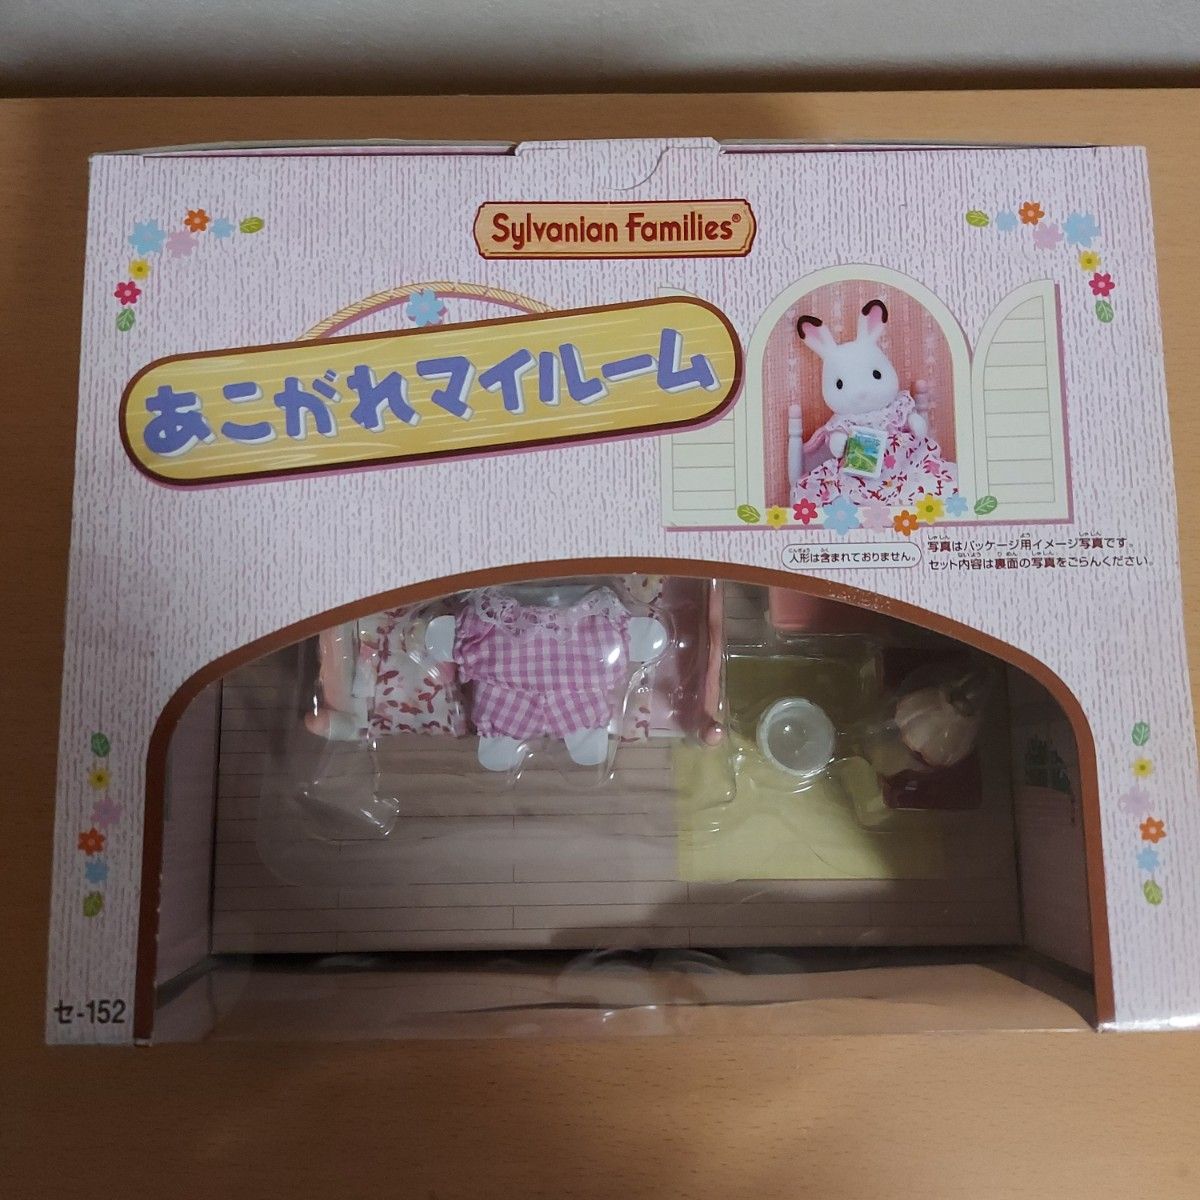 Sylvanian Families®
あこがれマイルーム
人形は含まれておりません。
写真はパッケージ用イメージ写真です。
セット内容は裏面の写真をごらんください。
セ-152